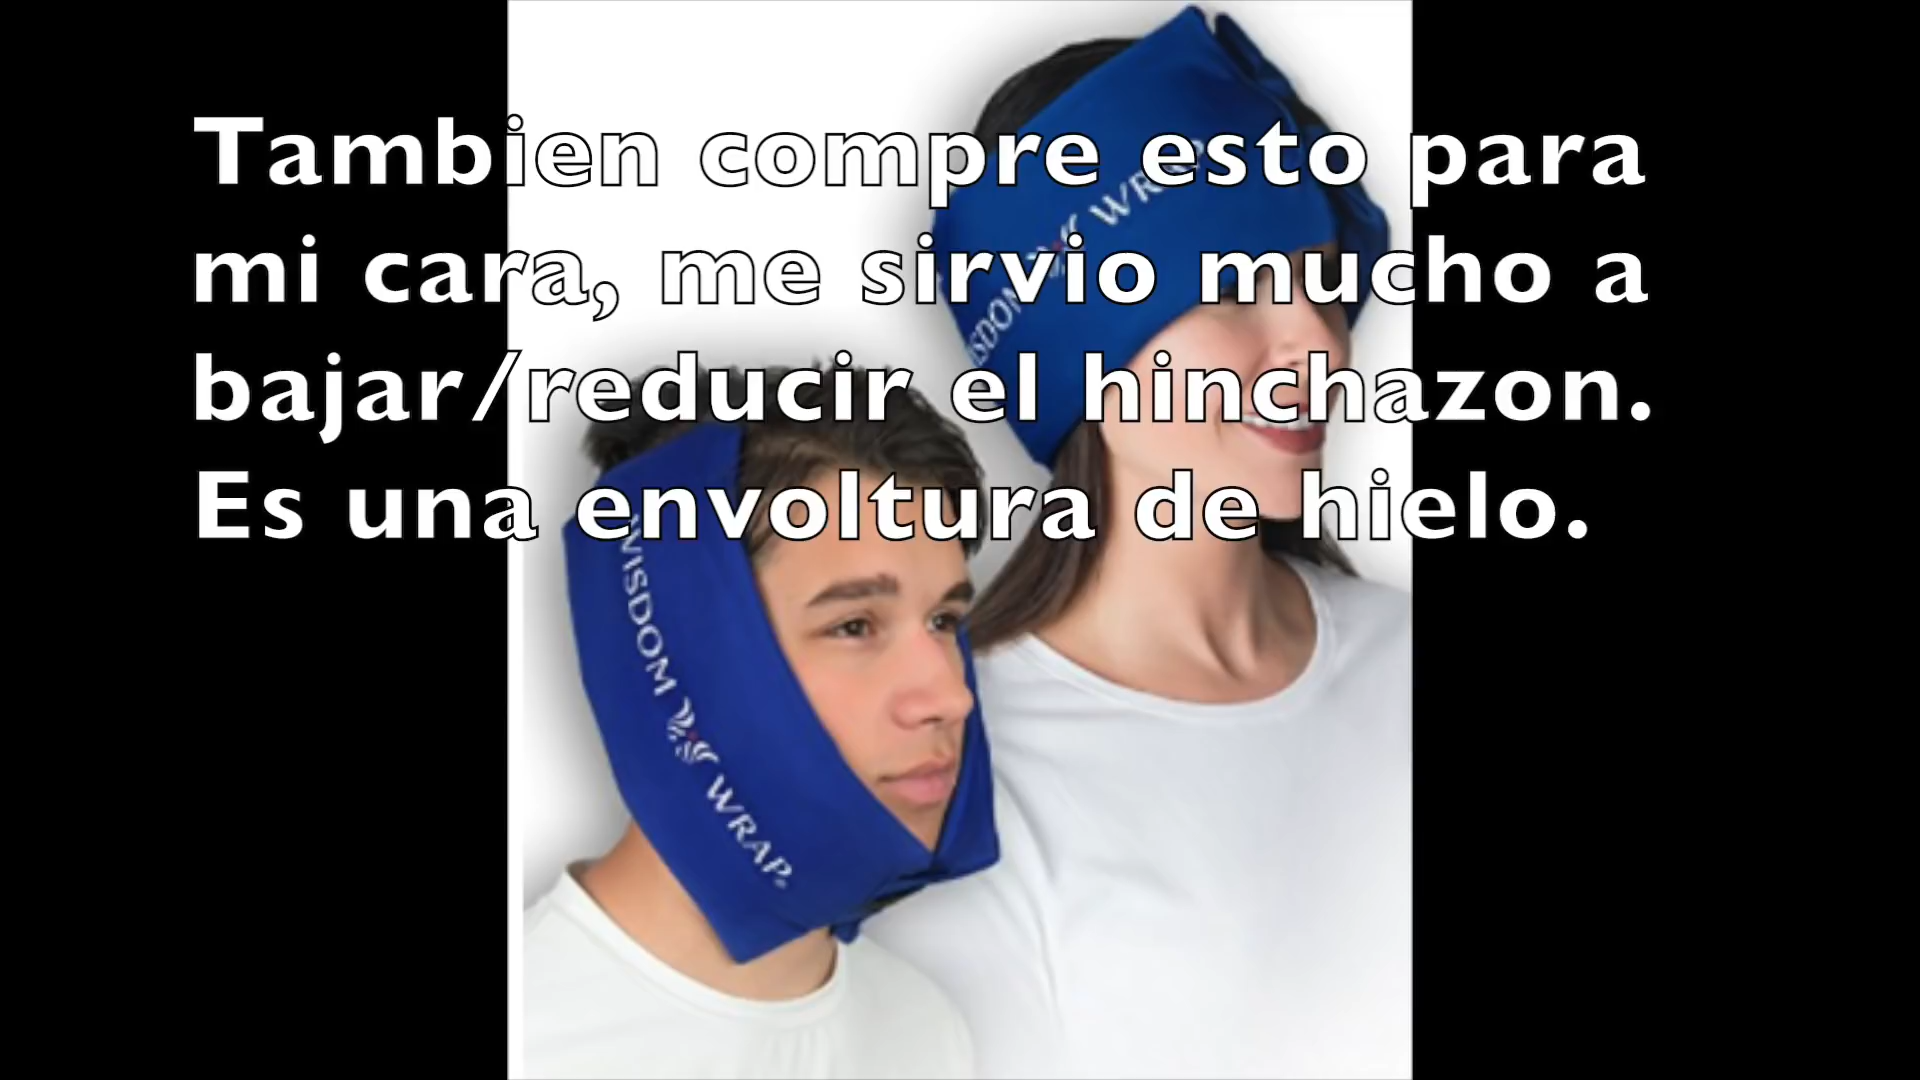 Tambien compre esto para
mi cara, me sirvio mucho a
bajar/reducir el hinchazon.
Es una envoltura de hielo.
WISDOM WRAP
WISDOM WRAP